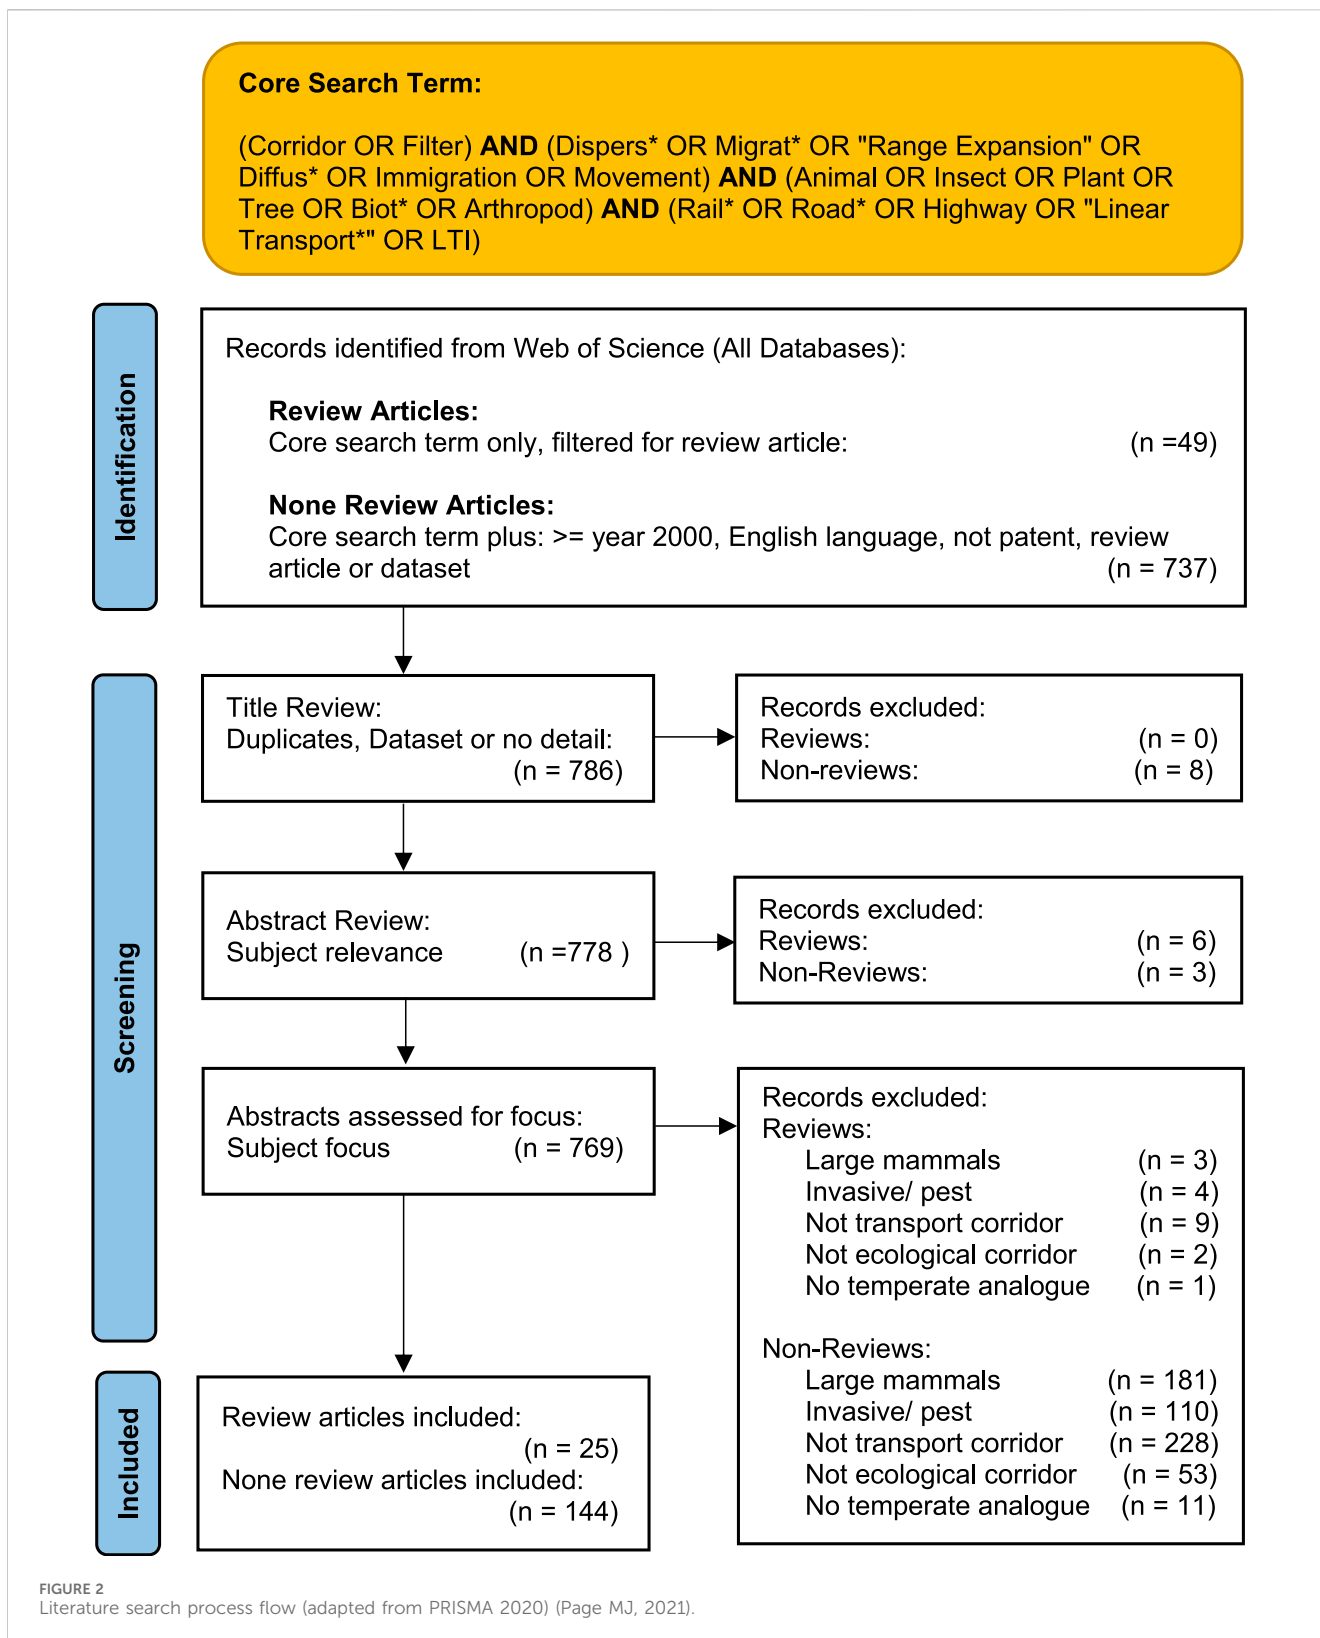 Core Search Term:
(Corridor OR Filter) AND (Dispers* OR Migrat* OR "Range Expansion" OR
Diffus* OR Immigration OR Movement) AND (Animal OR Insect OR Plant OR
Tree OR Biot* OR Arthropod) AND (Rail* OR Road* OR Highway OR "Linear
Transport*" OR LTI)
Identification
Records identified from Web of Science (All Databases):
Review Articles:
Core search term only, filtered for review article: (n =49)
None Review Articles:
Core search term plus: >= year 2000, English language, not patent, review
article or dataset (n = 737)
Screening
Title Review:
Duplicates, Dataset or no detail:
(n = 786)
Records excluded:
Reviews: (n = 0)
Non-reviews: (n = 8)
Abstract Review:
Subject relevance (n =778 )
Records excluded:
Reviews: (n = 6)
Non-Reviews: (n = 3)
Abstracts assessed for focus:
Subject focus (n = 769)
Records excluded:
Reviews:
Large mammals (n = 3)
Invasive/ pest (n = 4)
Not transport corridor (n = 9)
Not ecological corridor (n = 2)
No temperate analogue (n = 1)
Non-Reviews:
Large mammals (n = 181)
Invasive/ pest (n = 110)
Not transport corridor (n = 228)
Not ecological corridor (n = 53)
No temperate analogue (n = 11)
Included
Review articles included:
(n = 25)
None review articles included:
(n = 144)
FIGURE 2
Literature search process flow (adapted from PRISMA 2020) (Page MJ, 2021).